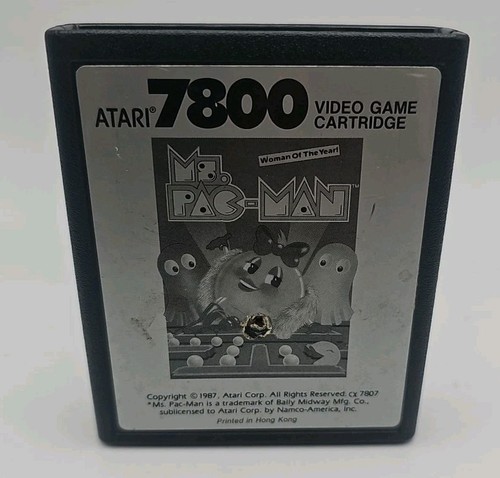 ATARI® 7800 VIDEO GAME
CARTRIDGE
Woman Of The Year!
MS.
PAC-MAN™
Copyright ©1987, Atari Corp. All Rights Reserved. CX 7807
*Ms. Pac-Man is a trademark of Bally Midway Mfg. Co.,
sublicensed to Atari Corp. by Namco-America, Inc.
Printed in Hong Kong